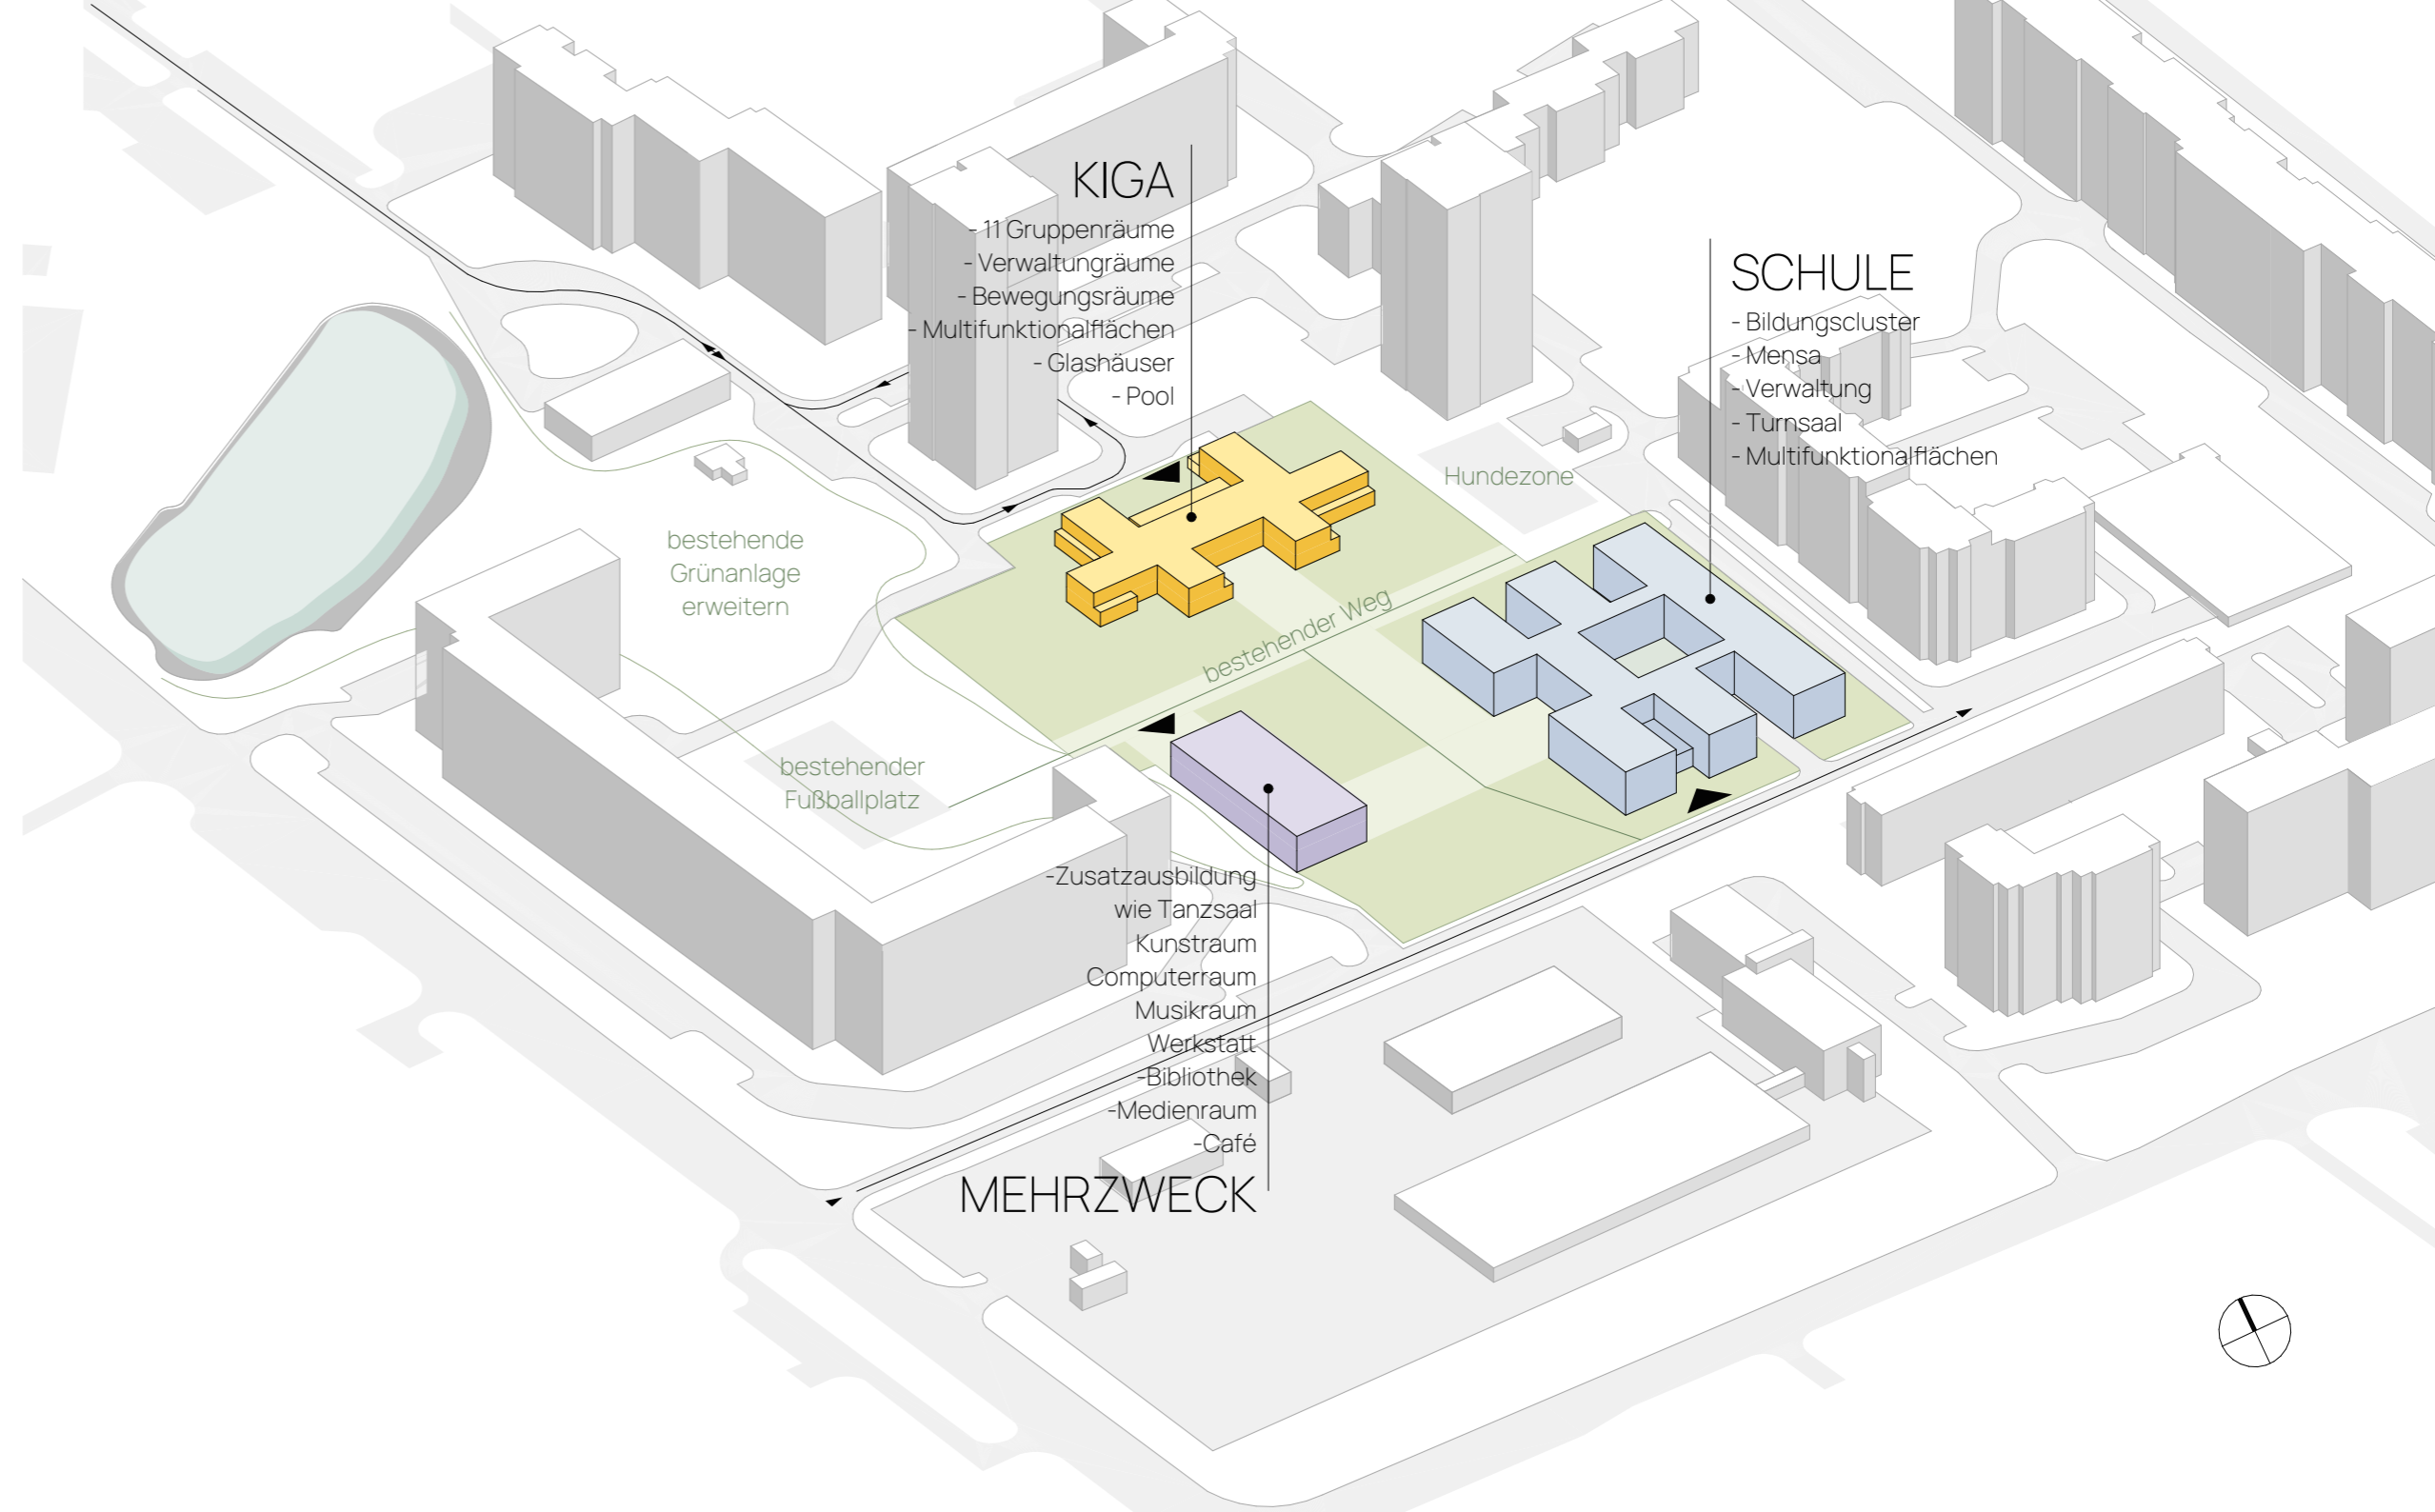 KIGA
- 11 Gruppenräume
- Verwaltungräume
- Bewegungsräume
- Multifunktionalflächen
- Glashäuser
- Pool
SCHULE
- Bildungscluster
- Mensa
- Verwaltung
- Turnsaal
- Multifunktionalflächen
Hundezone
bestehende
Grünanlage
erweitern
bestehender Weg
bestehender
Fußballplatz
-Zusatzausbildung
wie Tanzsaal
Kunstraum
Computerraum
Musikraum
Werkstatt
-Bibliothek
-Medienraum
-Café
MEHRZWECK